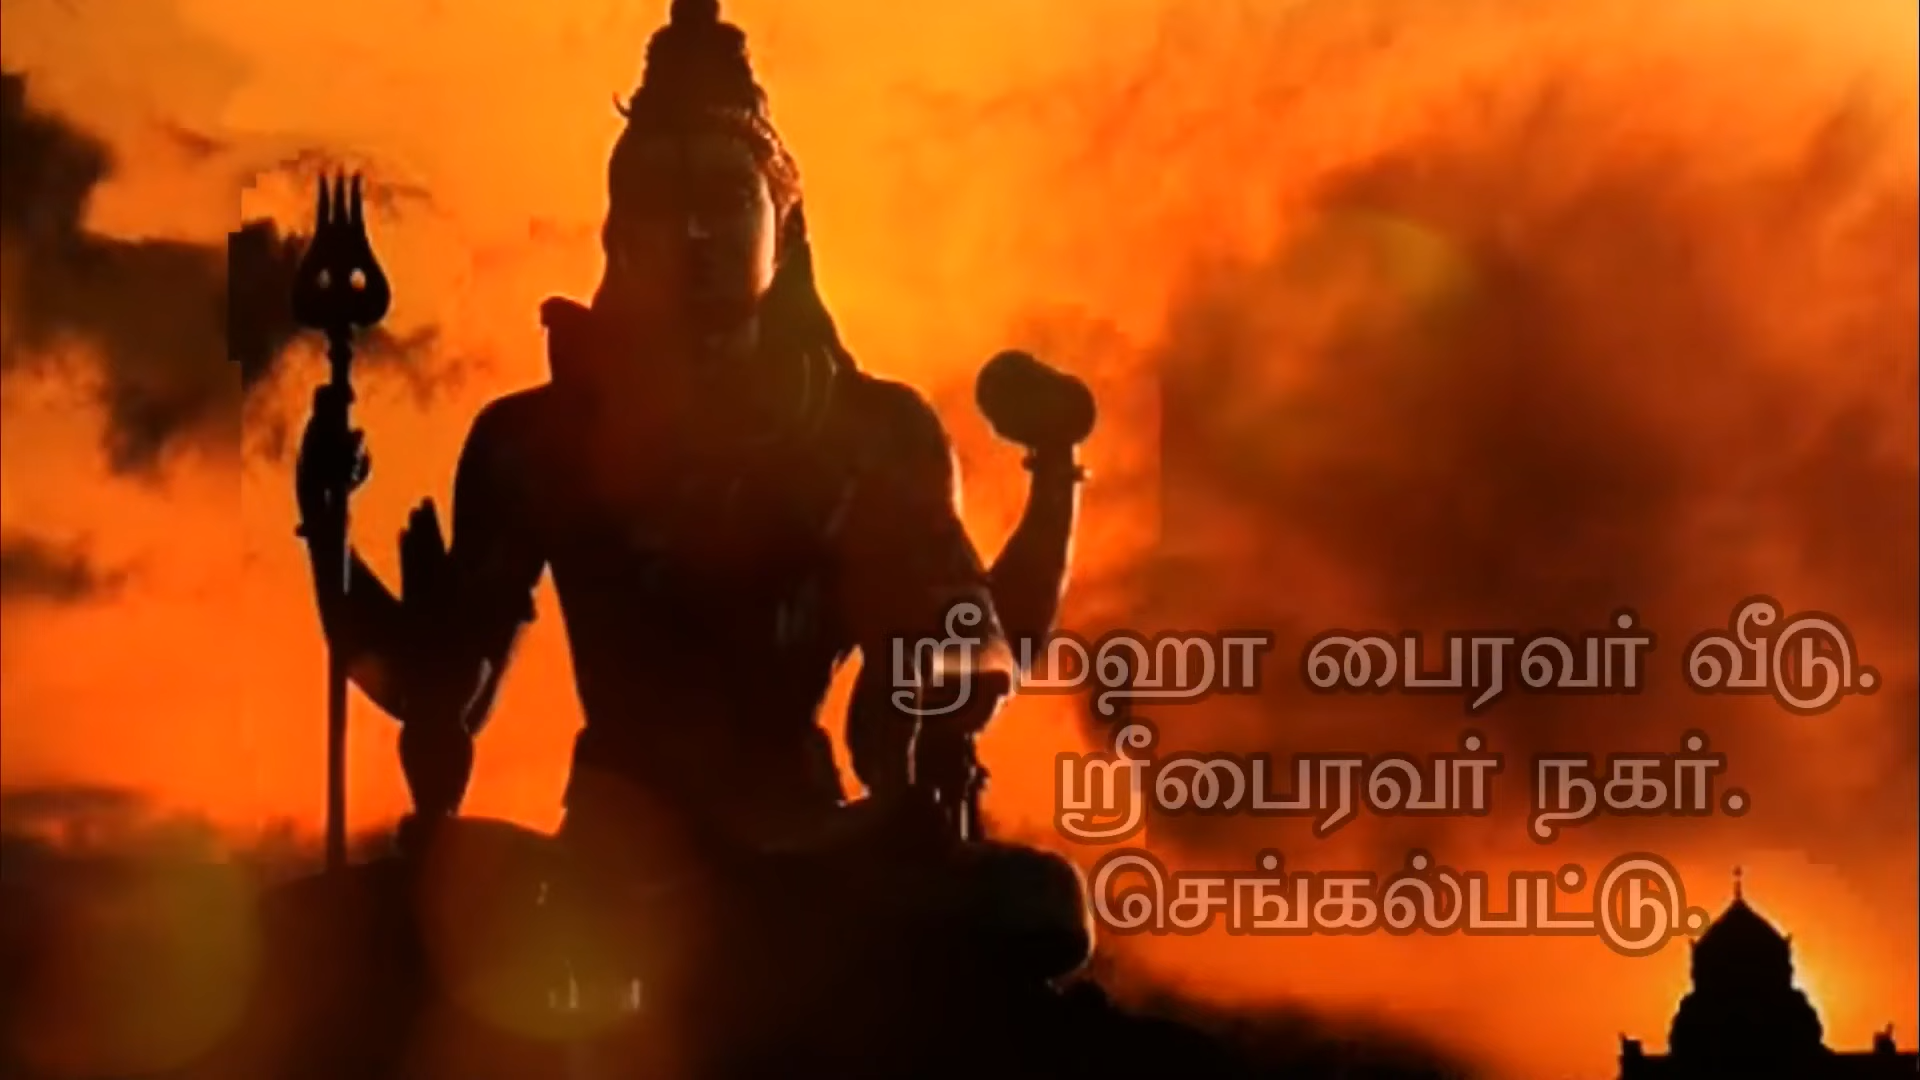 ஸ்ரீ மஹா பைரவர் வீடு.
ஸ்ரீபைரவர் நகர்.
செங்கல்பட்டு.